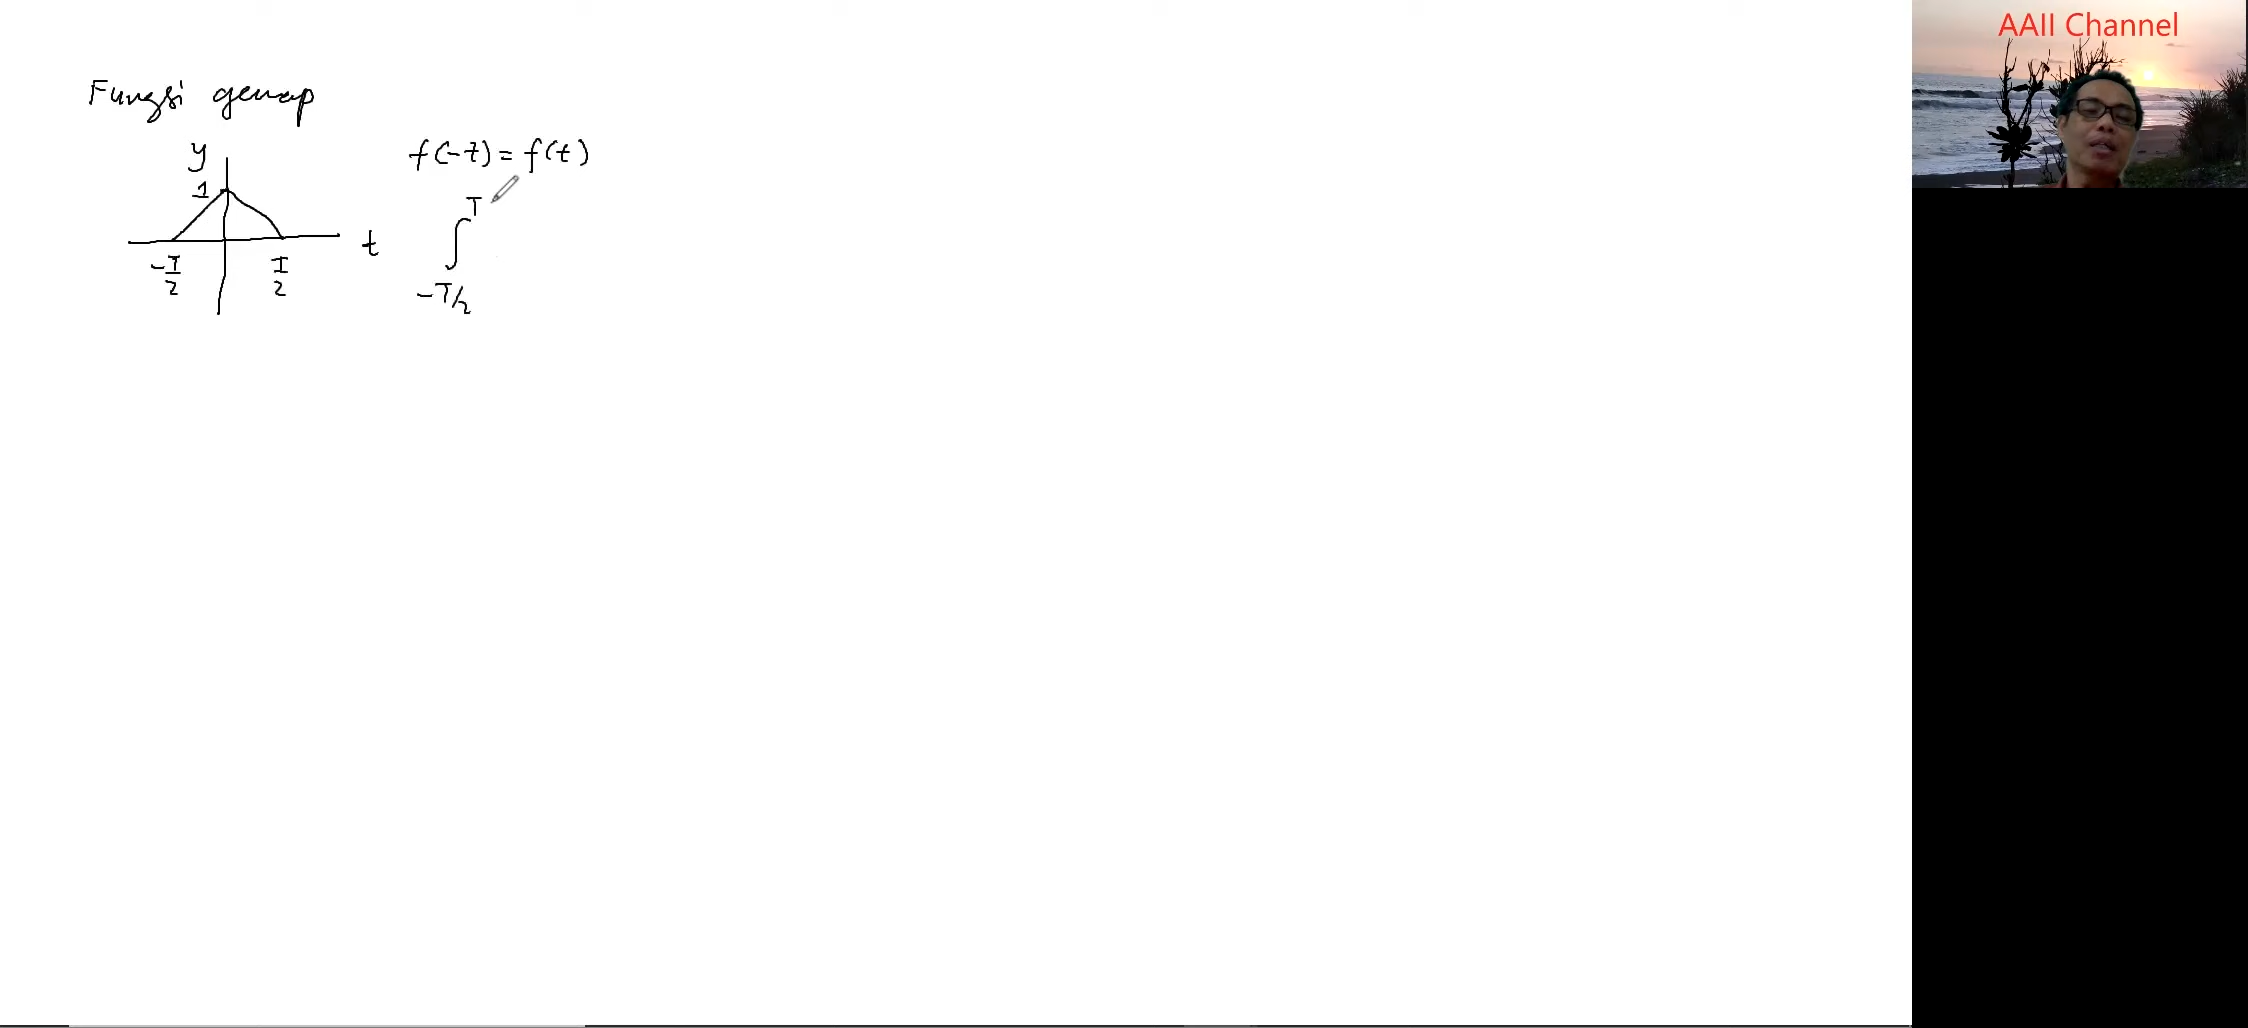 AAII Channel
Fungsi genap
y
1
t
-T/2
T/2
f(-t) = f(t)
∫
T
-T/2